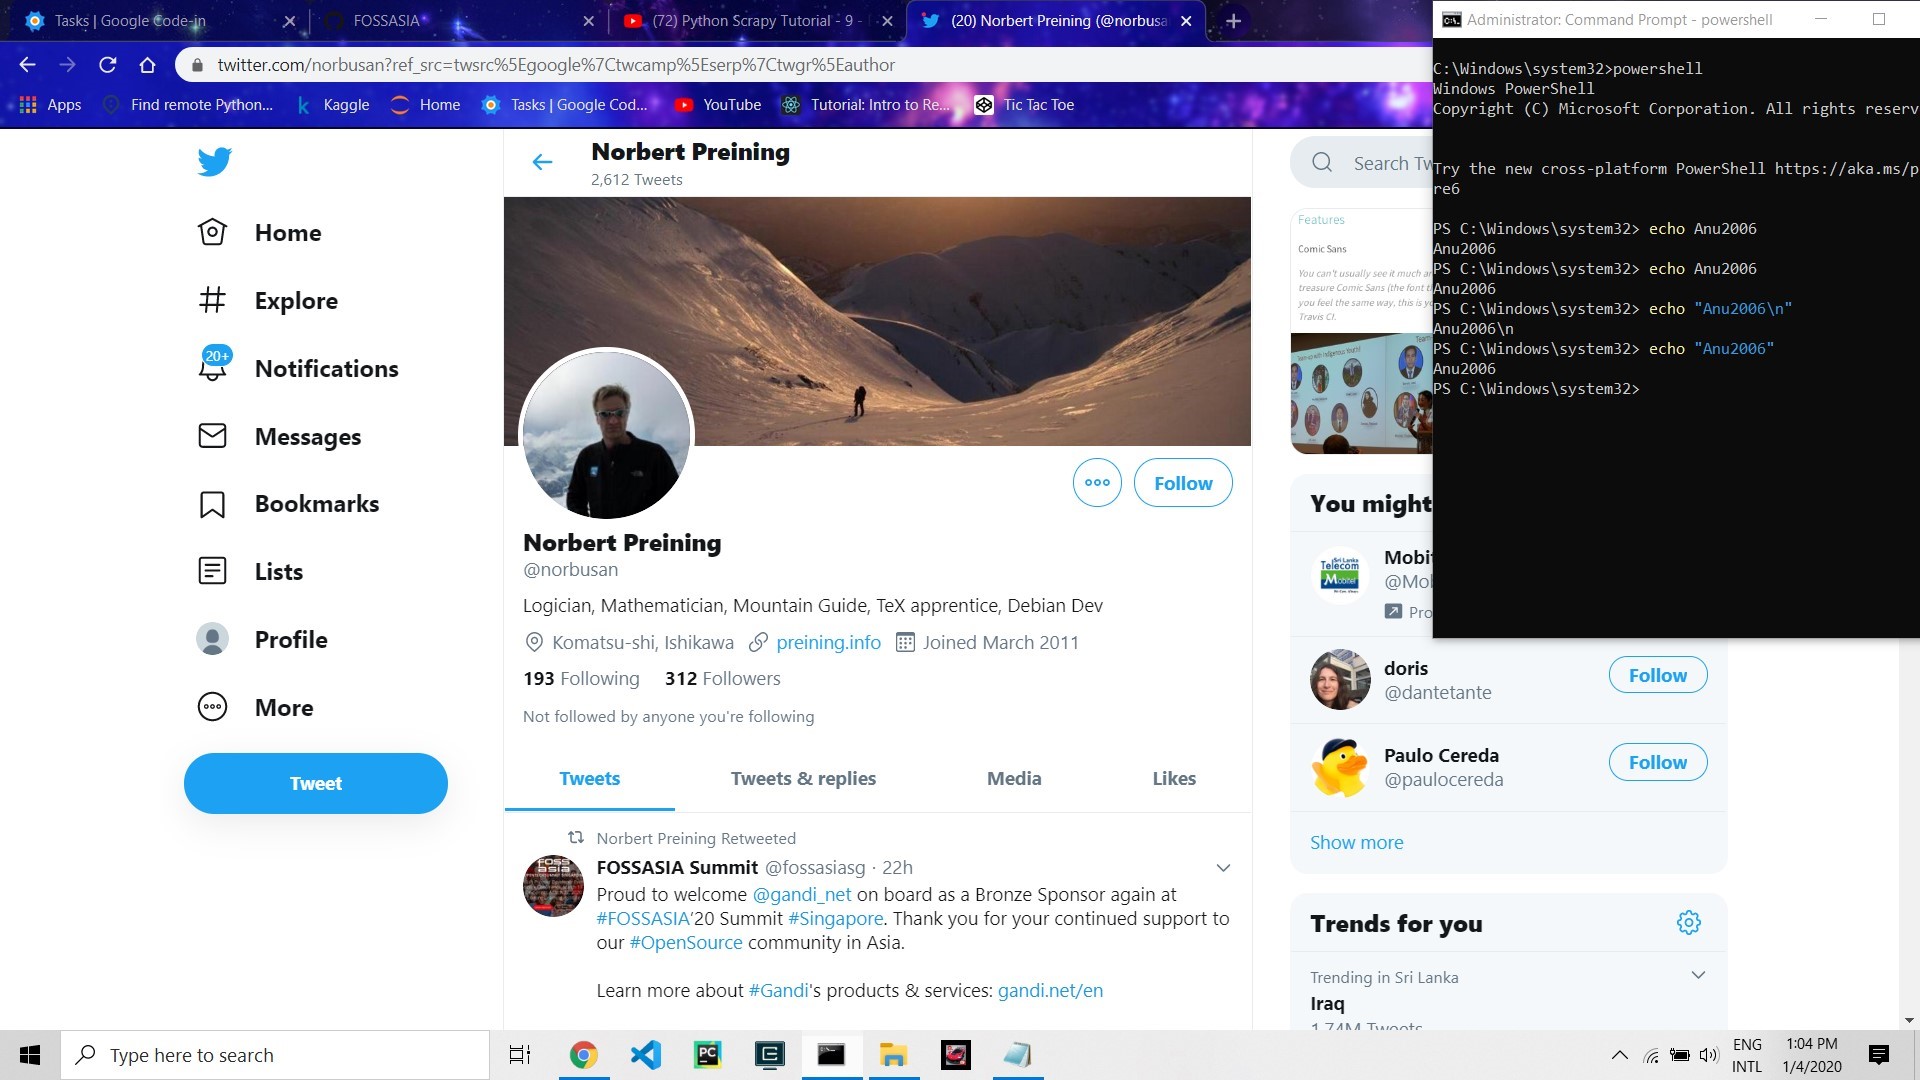 Tasks | Google Code-in
FOSSASIA
(72) Python Scrapy Tutorial - 9 -
(20) Norbert Preining (@norbusa
twitter.com/norbusan?ref_src=twsrc%5Egoogle%7Ctwcamp%5Eserp%7Ctwgr%5Eauthor
Apps
Find remote Python...
Kaggle
Home
Tasks | Google Cod...
YouTube
Tutorial: Intro to Re...
Tic Tac Toe
Home
Explore
20+
Notifications
Messages
Bookmarks
Lists
Profile
More
Tweet
Norbert Preining
2,612 Tweets
Follow
Norbert Preining
@norbusan
Logician, Mathematician, Mountain Guide, TeX apprentice, Debian Dev
Komatsu-shi, Ishikawa preining.info Joined March 2011
193 Following 312 Followers
Not followed by anyone you're following
Tweets Tweets & replies Media Likes
Norbert Preining Retweeted
FOSSASIA Summit @fossasiasg · 22h
Proud to welcome @gandi_net on board as a Bronze Sponsor again at
#FOSSASIA'20 Summit #Singapore. Thank you for your continued support to
our #OpenSource community in Asia.
Learn more about #Gandi's products & services: gandi.net/en
Search Tw
Features
Comic Sans
You can't usually see it much an
treasure Comic Sans (the font t
you feel the same way, this is yo
Travis CI.
You might
Sri Lanka
Telecom
Mobitel
Mobit
@Mob
Pro
doris
@dantetante
Follow
Paulo Cereda
@paulocereda
Follow
Show more
Trends for you
Trending in Sri Lanka
Iraq
1.74M Tweets
Administrator: Command Prompt - powershell
C:\Windows\system32>powershell
Windows PowerShell
Copyright (C) Microsoft Corporation. All rights reserv
Try the new cross-platform PowerShell https://aka.ms/p
re6
PS C:\Windows\system32> echo Anu2006
Anu2006
PS C:\Windows\system32> echo Anu2006
Anu2006
PS C:\Windows\system32> echo "Anu2006\n"
Anu2006\n
PS C:\Windows\system32> echo "Anu2006"
Anu2006
PS C:\Windows\system32>
Type here to search
PC
ENG
INTL
1:04 PM
1/4/2020